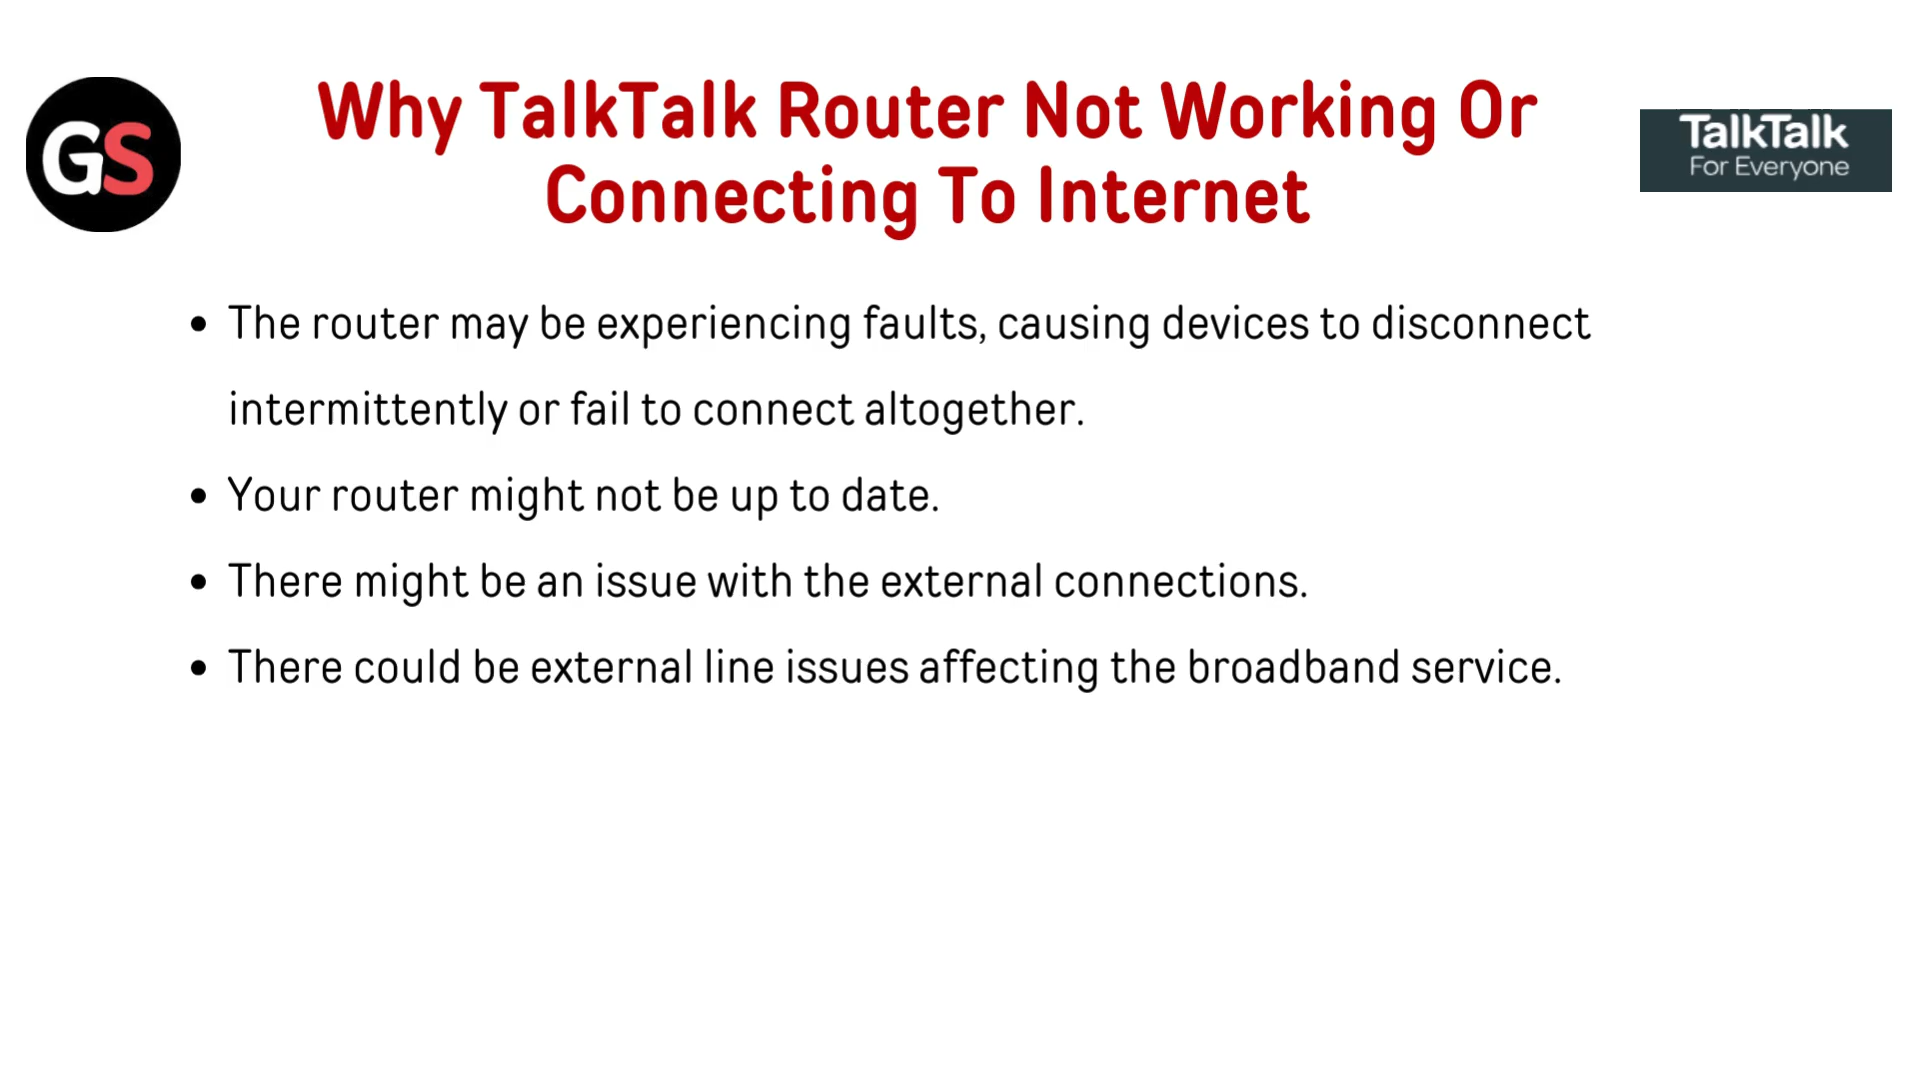 GS
Why TalkTalk Router Not Working Or
Connecting To Internet
TalkTalk
For Everyone
• The router may be experiencing faults, causing devices to disconnect
intermittently or fail to connect altogether.
• Your router might not be up to date.
• There might be an issue with the external connections.
• There could be external line issues affecting the broadband service.